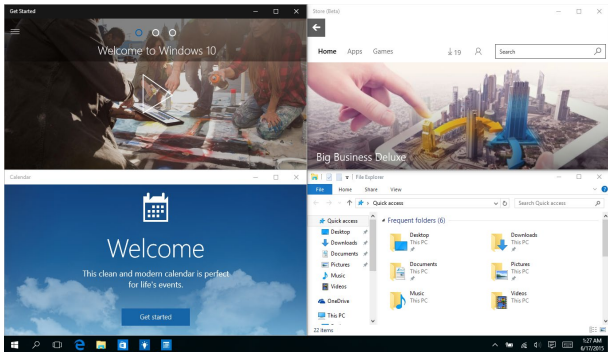 Get Started
Welcome to Windows 10
Store (Beta)
Home Apps Games 19 Search
Big Business Deluxe
Calendar
Welcome
This clean and modern calendar is perfect
for life's events.
Get started
File Explorer
File Home Share View
Quick access Search Quick access
Quick access
Desktop
Downloads
Documents
Pictures
Music
Videos
OneDrive
This PC
Frequent folders (6)
Desktop
This PC
Downloads
This PC
Documents
This PC
Pictures
This PC
Music
This PC
Videos
This PC
22 items
1:27 AM
6/17/2015